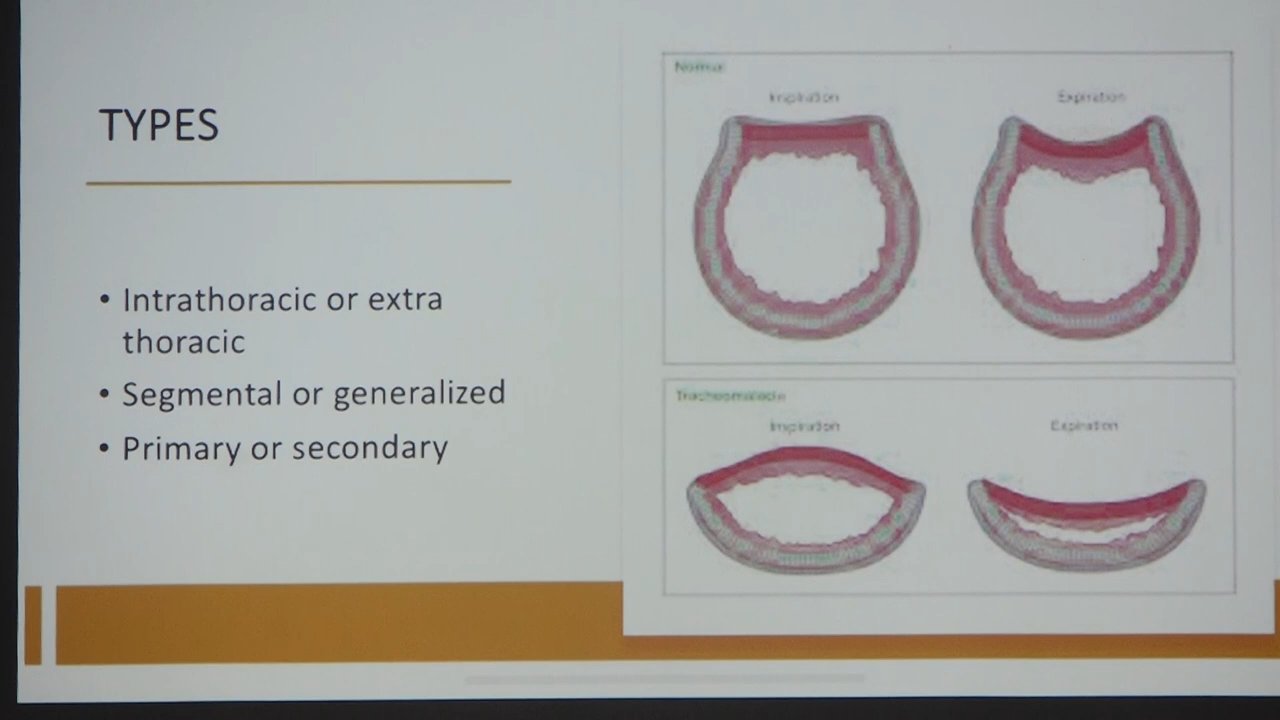 TYPES
• Intrathoracic or extra
thoracic
• Segmental or generalized
• Primary or secondary
Normal
Inspiration
Expiration
Tracheomalacia
Inspiration
Expiration